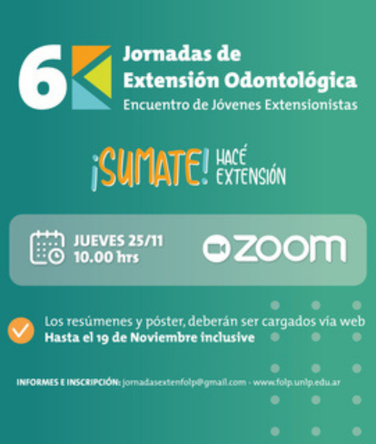 6
Jornadas de
Extensión Odontológica
Encuentro de Jóvenes Extensionistas
¡SUMATE! HACÉ
EXTENSIÓN
JUEVES 25/11
10.00 hrs
zoom
Los resúmenes y póster, deberán ser cargados vía web
Hasta el 19 de Noviembre inclusive
INFORMES E INSCRIPCIÓN: jornadasextenfolp@gmail.com - www.folp.unlp.edu.ar